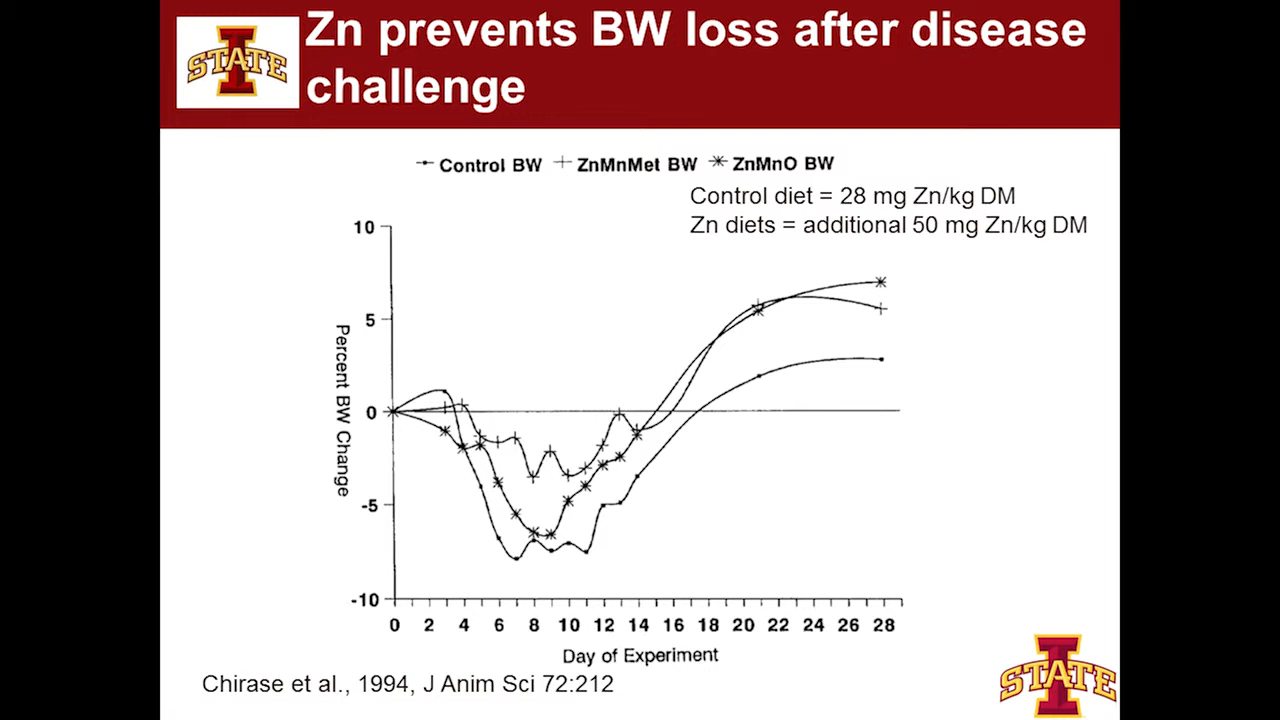 Zn prevents BW loss after disease
challenge
STATE
Control BW ZnMnMet BW ZnMnO BW
Control diet = 28 mg Zn/kg DM
Zn diets = additional 50 mg Zn/kg DM
10
5
0
-5
-10
Percent BW Change
0 2 4 6 8 10 12 14 16 18 20 22 24 26 28
Day of Experiment
Chirase et al., 1994, J Anim Sci 72:212
STATE